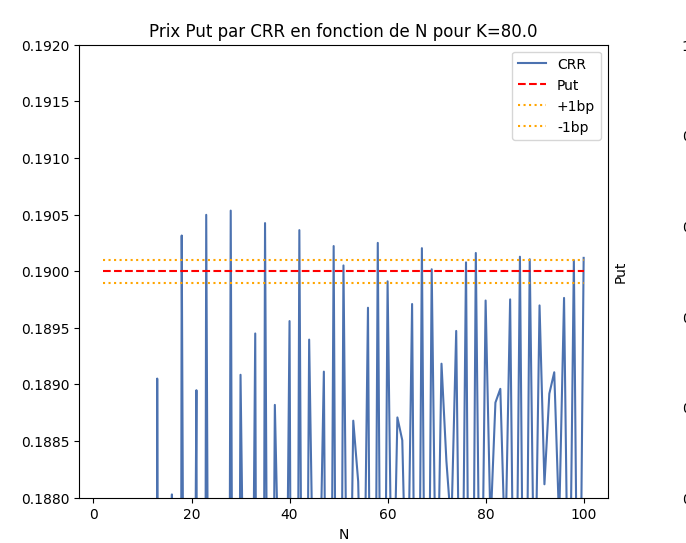 Prix Put par CRR en fonction de N pour K=80.0
0.1920
0.1915
0.1910
0.1905
0.1900
0.1895
0.1890
0.1885
0.1880
CRR
Put
+1bp
-1bp
Put
0 20 40 60 80 100
N